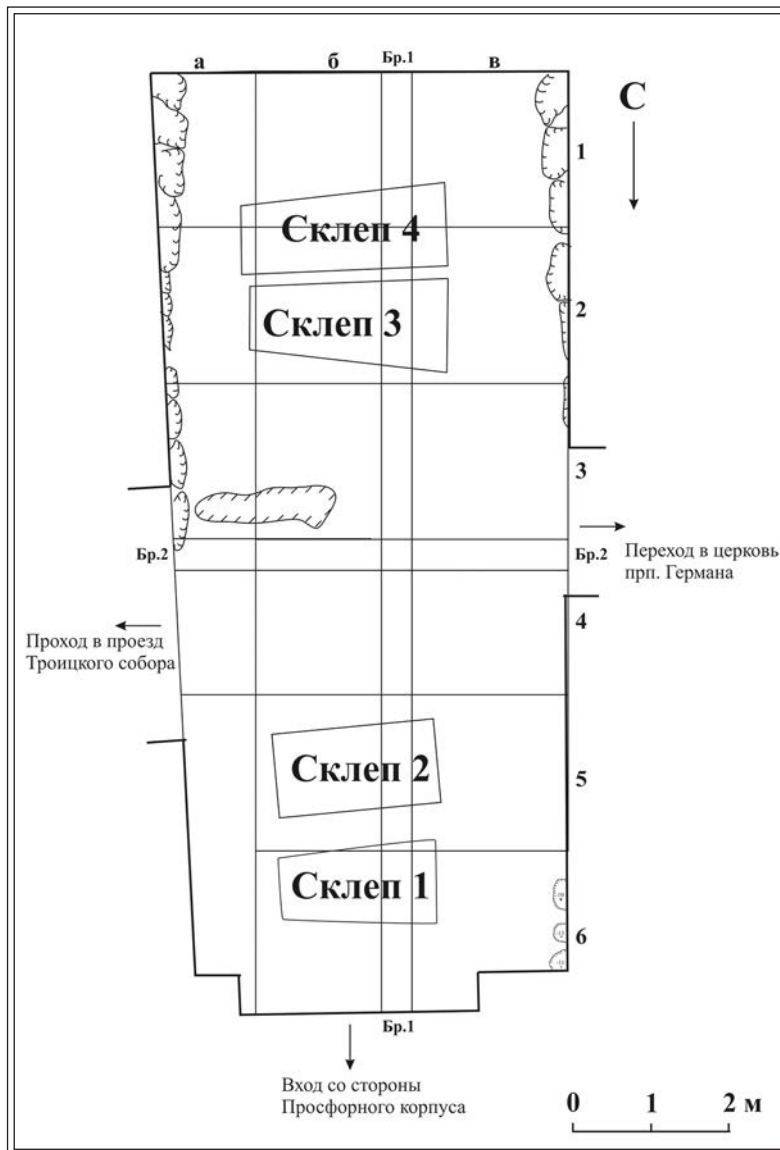 а б Бр.1 в
С
1
Склеп 4
2
Склеп 3
3
Бр.2 Бр.2
Переход в церковь
прп. Германа
4
Проход в проезд
Троицкого собора
Склеп 2
5
Склеп 1
6
Бр.1
Вход со стороны
Просфорного корпуса
0 1 2 м